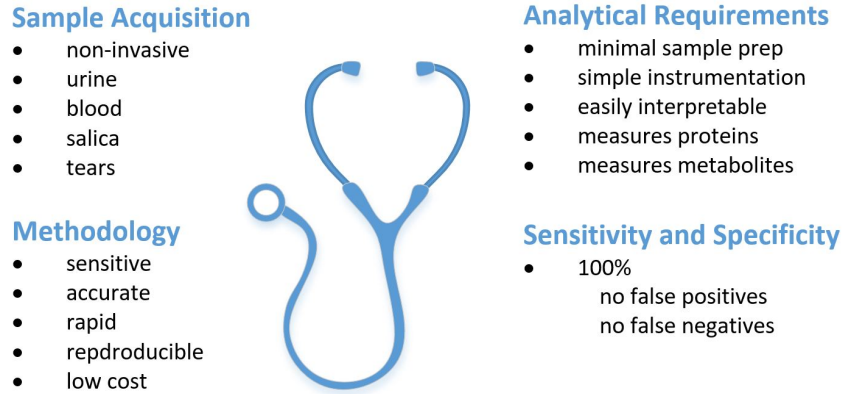 Sample Acquisition
• non-invasive
• urine
• blood
• salica
• tears
Methodology
• sensitive
• accurate
• rapid
• repdroducible
• low cost
Analytical Requirements
• minimal sample prep
• simple instrumentation
• easily interpretable
• measures proteins
• measures metabolites
Sensitivity and Specificity
• 100%
no false positives
no false negatives